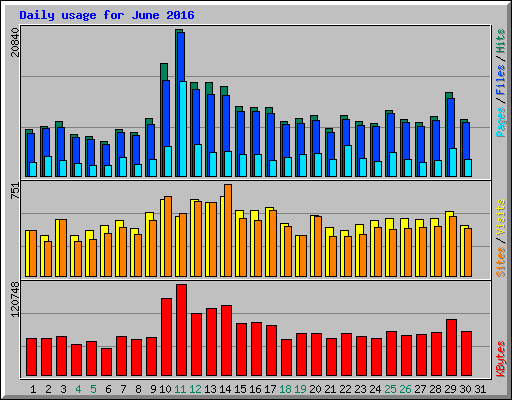 Daily usage for June 2016
20840
Pages / Files / Hits
751
Sites / Visits
120748
KBytes
1 2 3 4 5 6 7 8 9 10 11 12 13 14 15 16 17 18 19 20 21 22 23 24 25 26 27 28 29 30 31